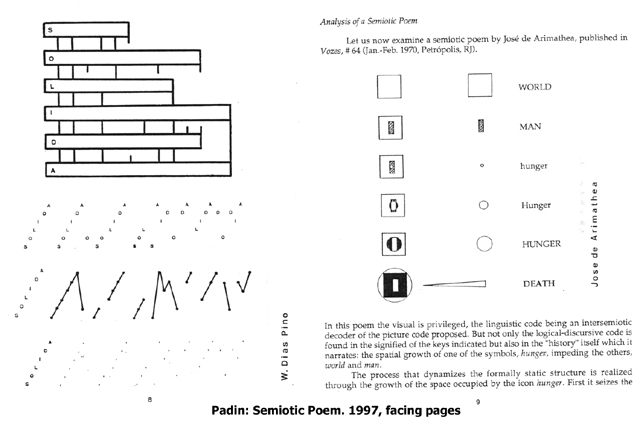 S
O
L
I
D
A
SOLIDA
SOLIDA
W. Dias Pino
8
Analysis of a Semiotic Poem
Let us now examine a semiotic poem by José de Arimathea, published in
Vozes, # 64 (Jan.-Feb. 1970, Petrópolis, RJ).
WORLD
MAN
hunger
Hunger
HUNGER
DEATH
Jose de Arimathea
In this poem the visual is privileged, the linguistic code being an intersemiotic
decoder of the picture code proposed. But not only the logical-discursive code is
found in the signified of the keys indicated but also in the "history" itself which it
narrates: the spatial growth of one of the symbols, hunger, impeding the others,
world and man.
The process that dynamizes the formally static structure is realized
through the growth of the space occupied by the icon hunger. First it seizes the
9
Padin: Semiotic Poem. 1997, facing pages